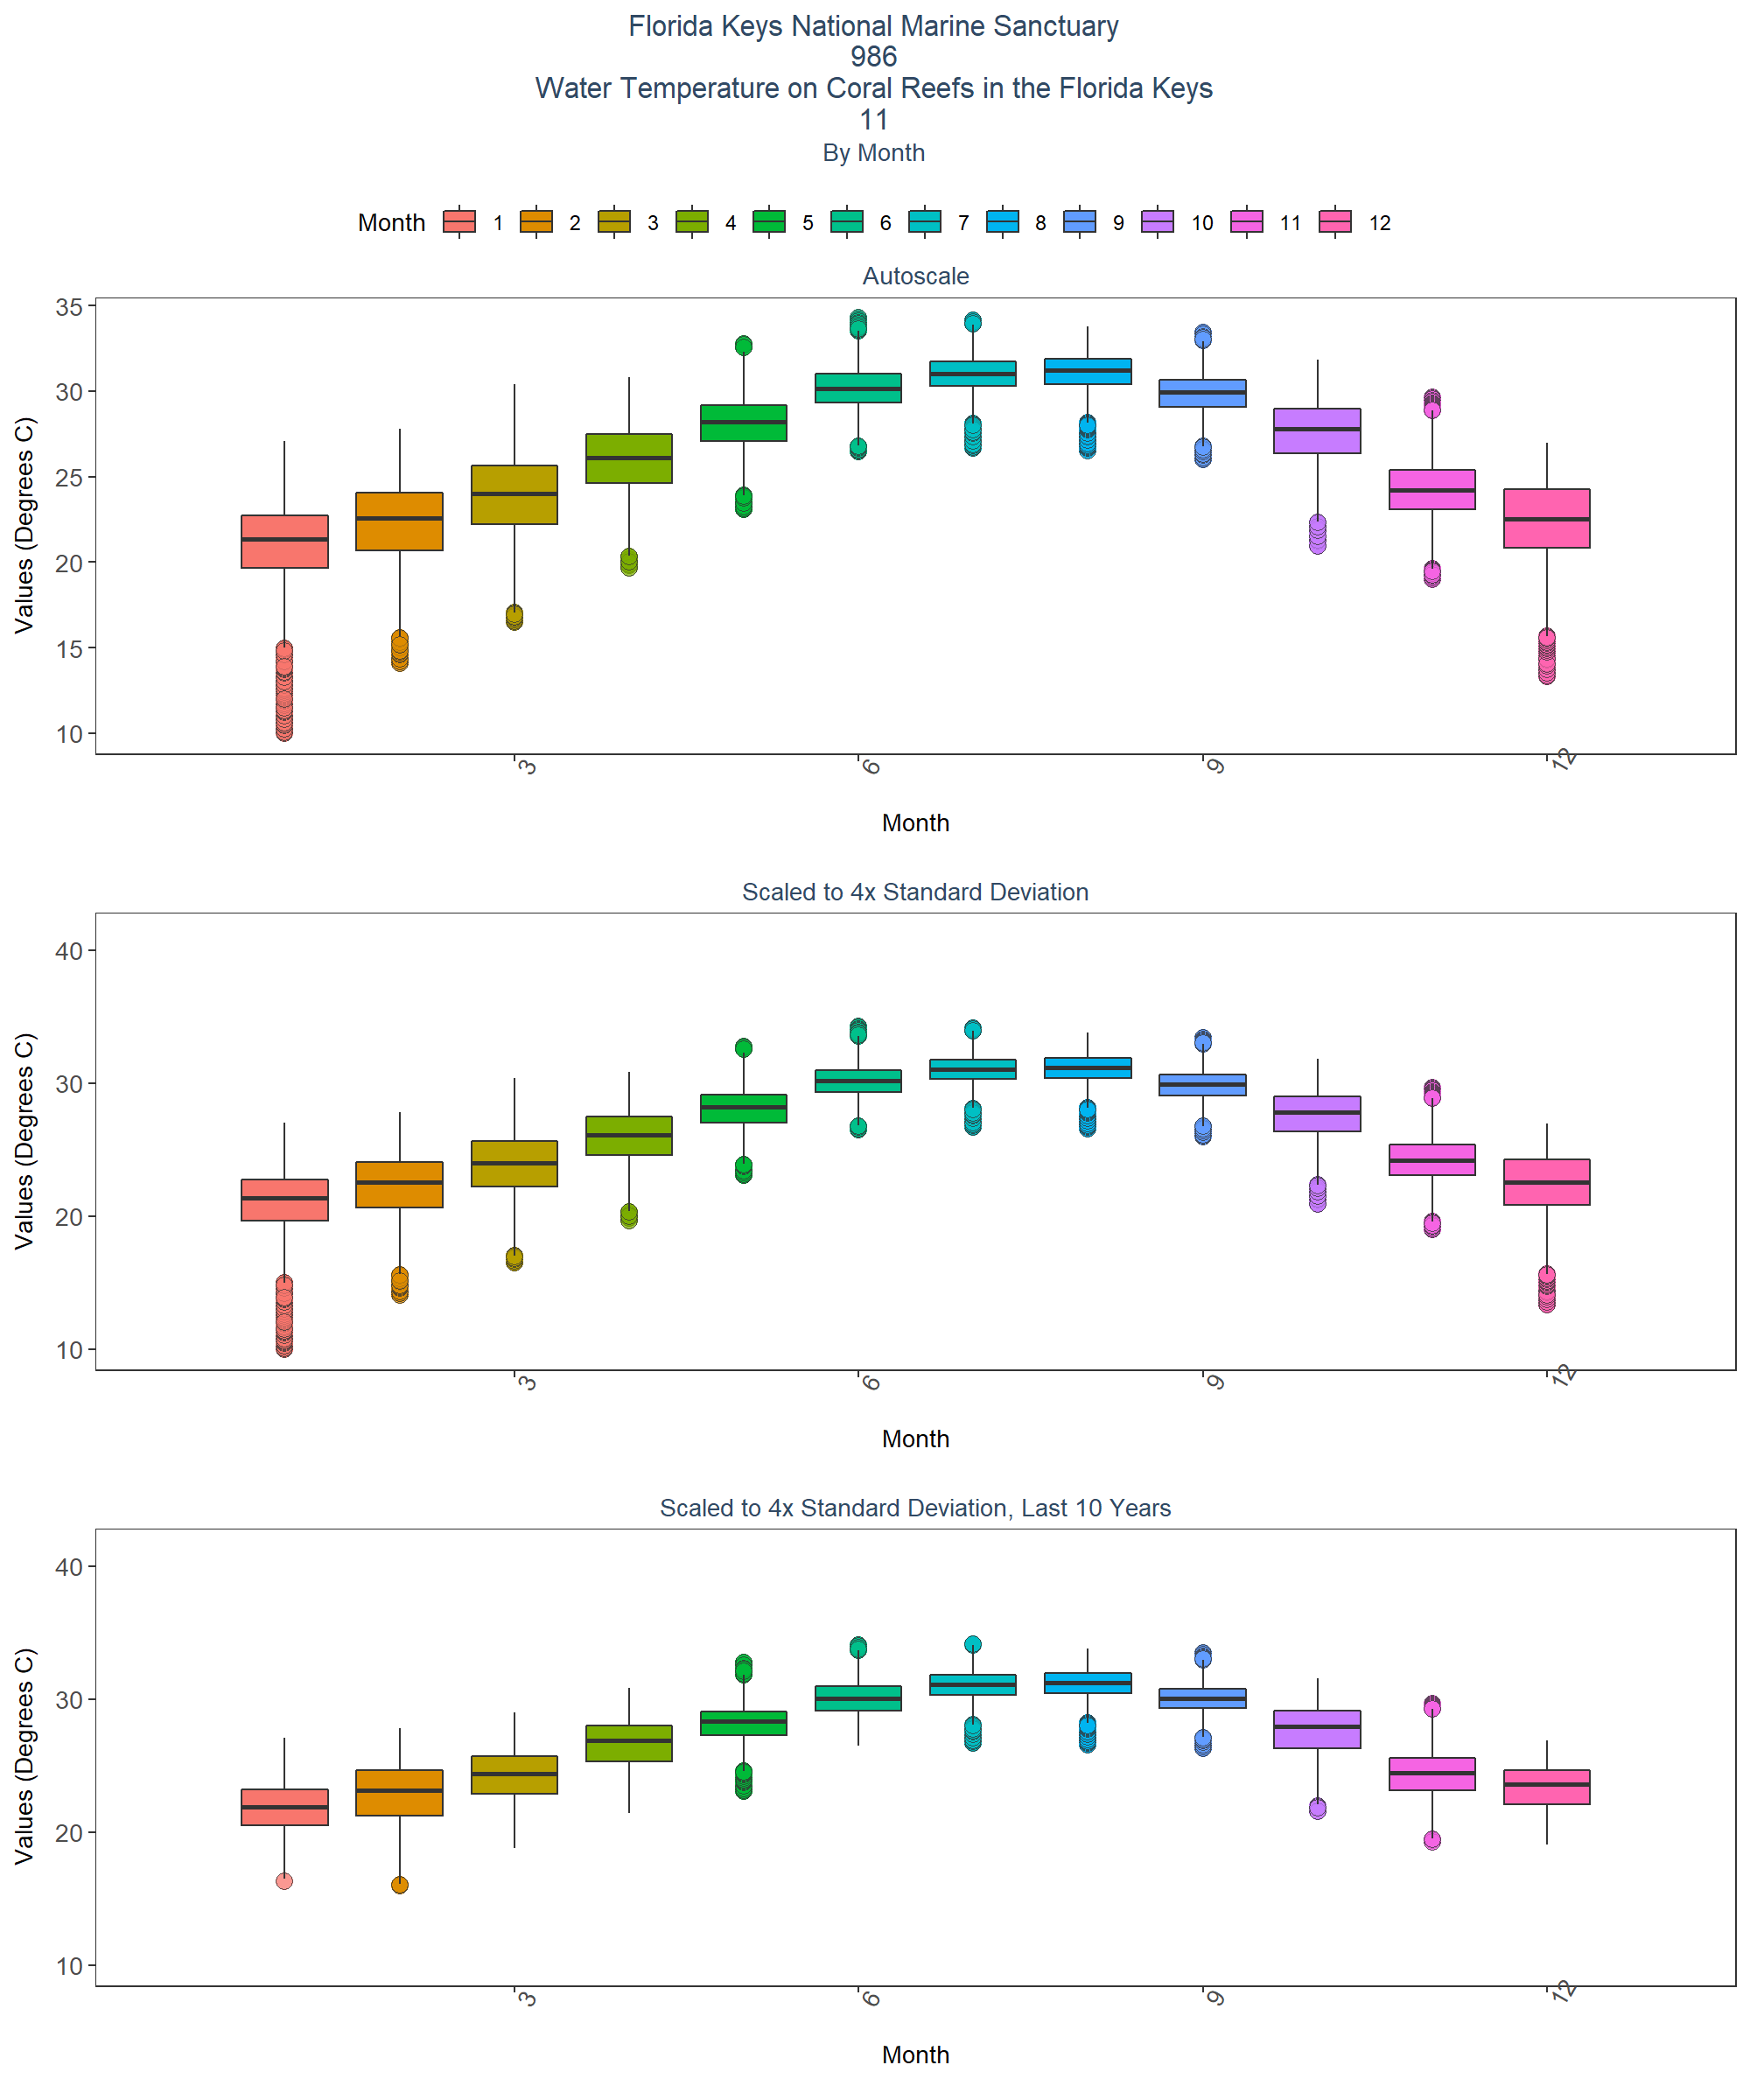 Florida Keys National Marine Sanctuary
986
Water Temperature on Coral Reefs in the Florida Keys
11
By Month
Month 1 2 3 4 5 6 7 8 9 10 11 12
Autoscale
Values (Degrees C)
35
30
25
20
15
10
3 6 9 12
Month
Scaled to 4x Standard Deviation
Values (Degrees C)
40
30
20
10
3 6 9 12
Month
Scaled to 4x Standard Deviation, Last 10 Years
Values (Degrees C)
40
30
20
10
3 6 9 12
Month